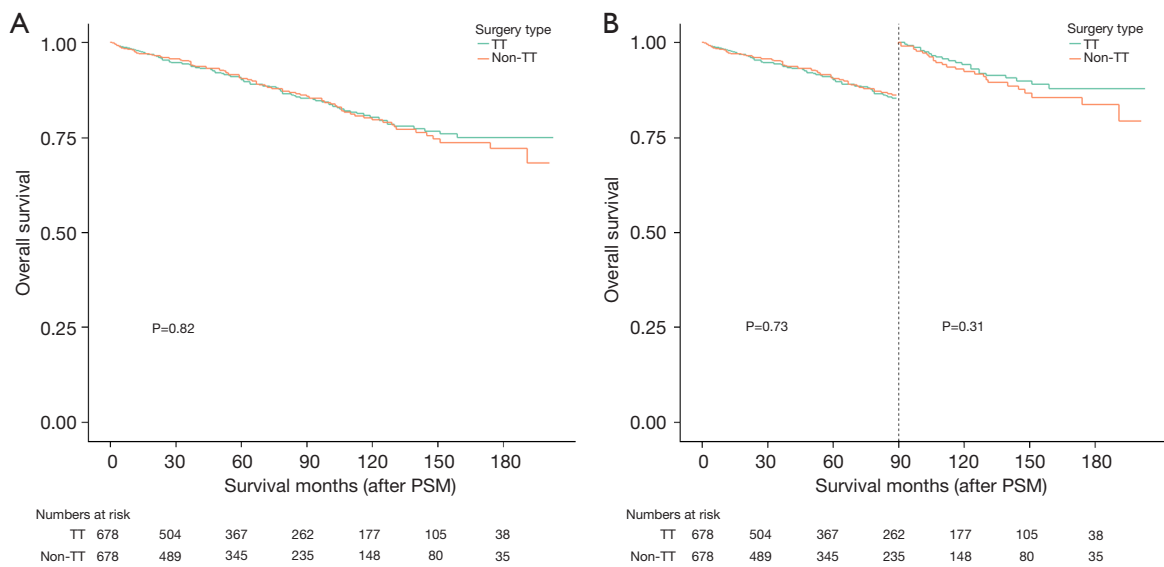 A
Surgery type
TT
Non-TT
1.00
0.75
0.50
0.25
0.00
Overall survival
P=0.82
0 30 60 90 120 150 180
Survival months (after PSM)
Numbers at risk
TT 678 504 367 262 177 105 38
Non-TT 678 489 345 235 148 80 35
B
Surgery type
TT
Non-TT
1.00
0.75
0.50
0.25
0.00
Overall survival
P=0.73
P=0.31
0 30 60 90 120 150 180
Survival months (after PSM)
Numbers at risk
TT 678 504 367 262 177 105 38
Non-TT 678 489 345 235 148 80 35